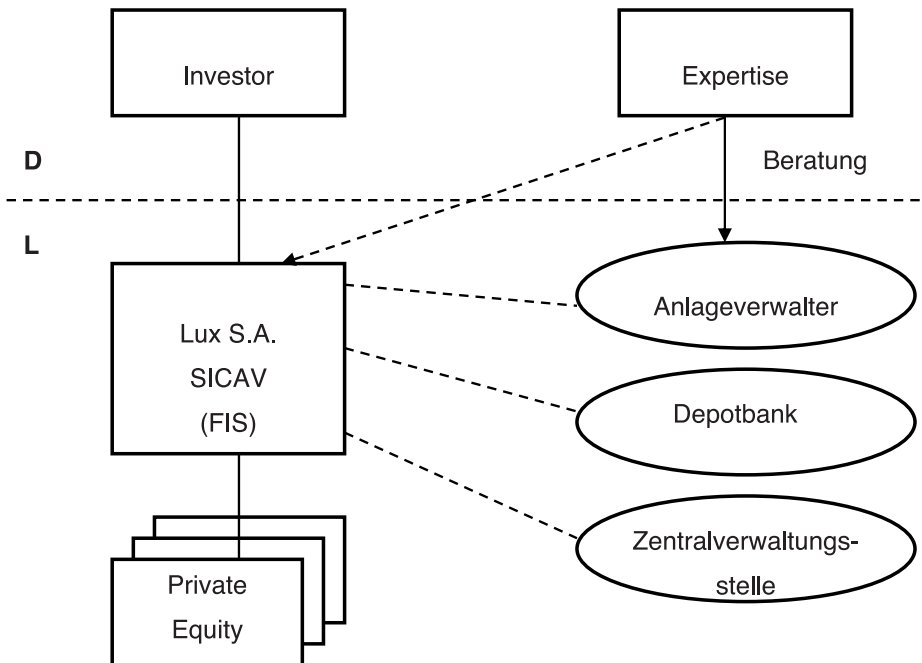 Investor
Expertise
D
Beratung
L
Lux S.A.
SICAV
(FIS)
Anlageverwalter
Depotbank
Zentralverwaltungs-
stelle
Private
Equity